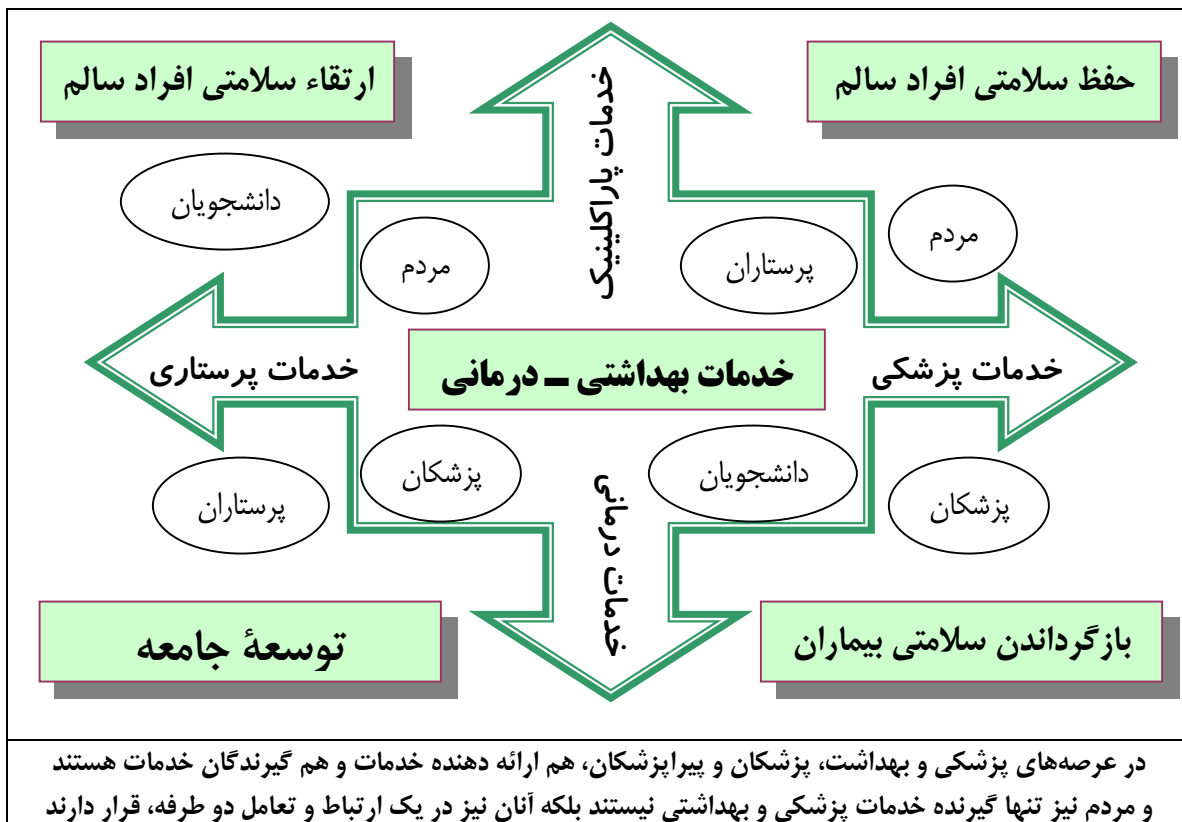 حفظ سلامتی افراد سالم
ارتقاء سلامتی افراد سالم
خدمات پاراکلینیک
دانشجویان
مردم
پرستاران
مردم
خدمات پزشکی
خدمات بهداشتی ــ درمانی
خدمات پرستاری
پزشکان
دانشجویان
پزشکان
پرستاران
خدمات درمانی
بازگرداندن سلامتی بیماران
توسعهٔ جامعه
در عرصه‌های پزشکی و بهداشت، پزشکان و پیراپزشکان، هم ارائه دهنده خدمات و هم گیرندگان خدمات هستند
و مردم نیز تنها گیرنده خدمات پزشکی و بهداشتی نیستند بلکه آنان نیز در یک ارتباط و تعامل دو طرفه، قرار دارند